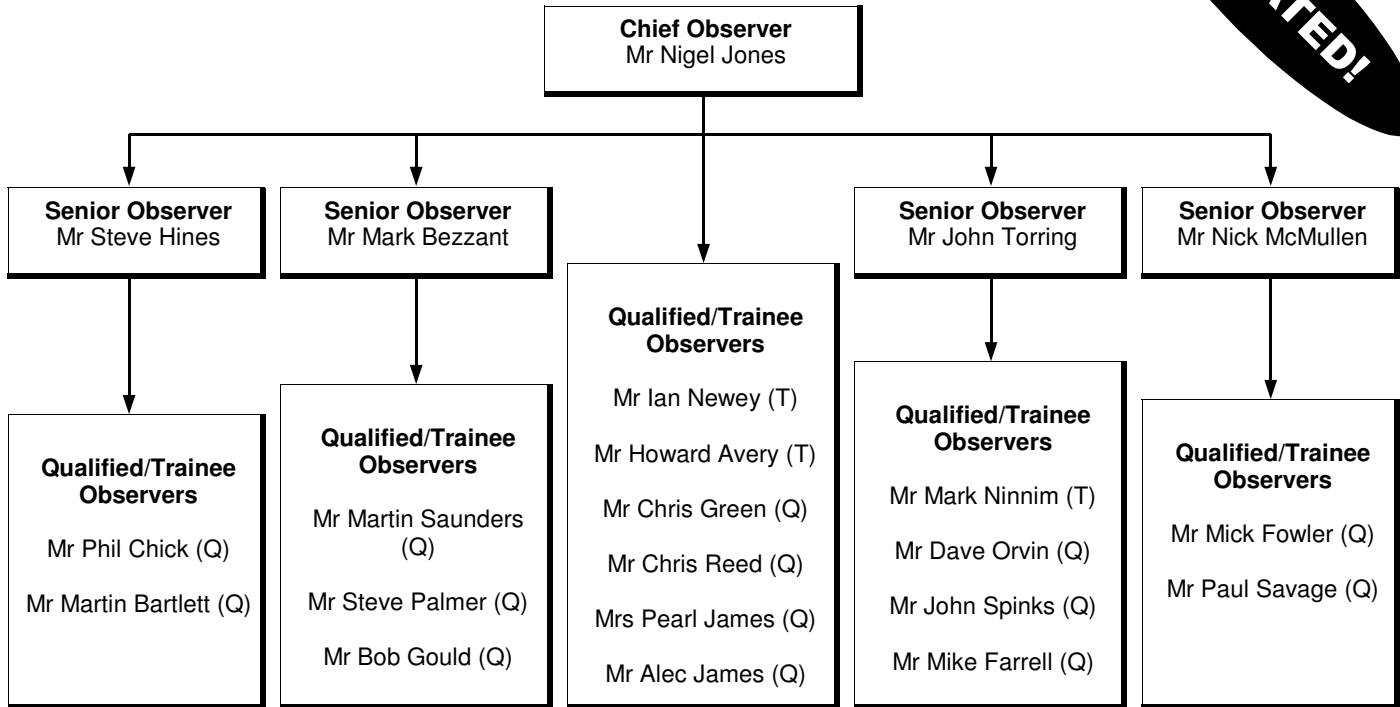 Chief Observer
Mr Nigel Jones
Senior Observer
Mr Steve Hines
Senior Observer
Mr Mark Bezzant
Senior Observer
Mr John Torring
Senior Observer
Mr Nick McMullen
Qualified/Trainee
Observers
Mr Phil Chick (Q)
Mr Martin Bartlett (Q)
Qualified/Trainee
Observers
Mr Martin Saunders
(Q)
Mr Steve Palmer (Q)
Mr Bob Gould (Q)
Qualified/Trainee
Observers
Mr Ian Newey (T)
Mr Howard Avery (T)
Mr Chris Green (Q)
Mr Chris Reed (Q)
Mrs Pearl James (Q)
Mr Alec James (Q)
Qualified/Trainee
Observers
Mr Mark Ninnim (T)
Mr Dave Orvin (Q)
Mr John Spinks (Q)
Mr Mike Farrell (Q)
Qualified/Trainee
Observers
Mr Mick Fowler (Q)
Mr Paul Savage (Q)